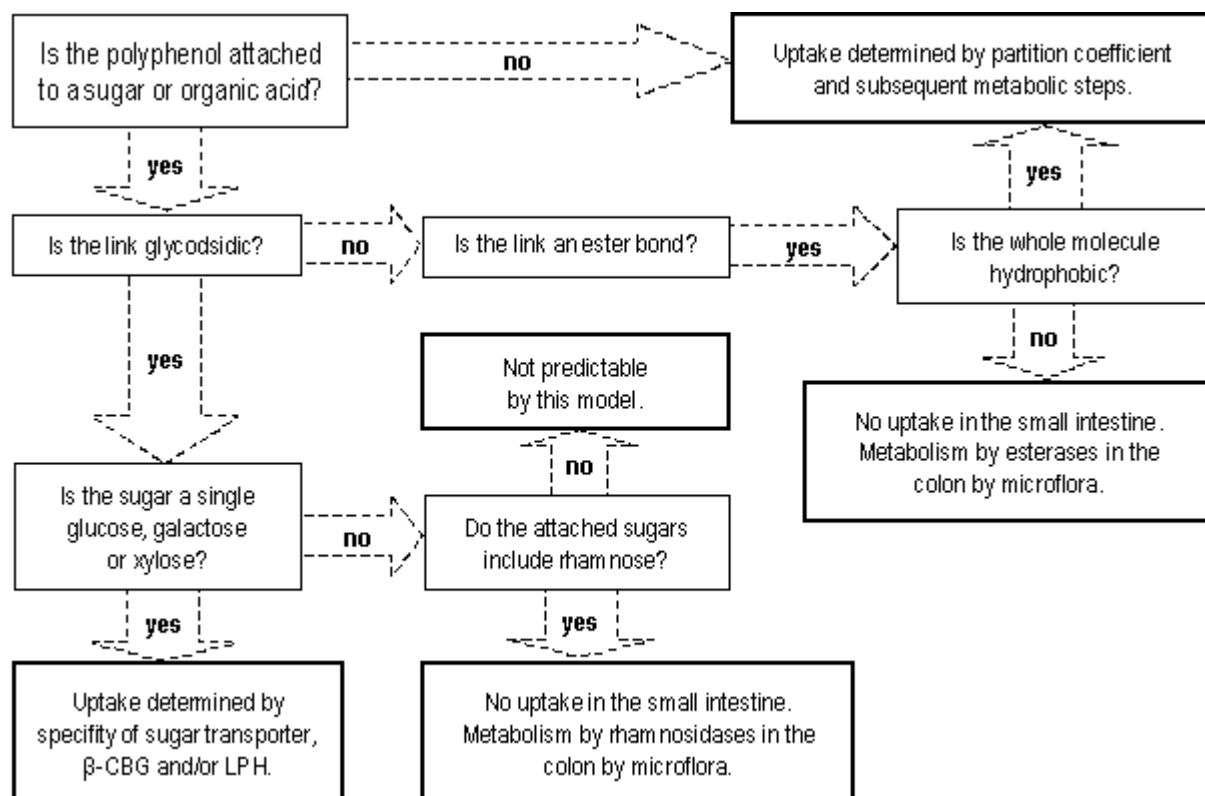 Is the polyphenol attached
to a sugar or organic acid?
no
Uptake determined by partition coefficient
and subsequent metabolic steps.
yes
yes
Is the link glycodsidic?
no
Is the link an ester bond?
yes
Is the whole molecule
hydrophobic?
yes
no
Not predictable
by this model.
No uptake in the small intestine.
Metabolism by esterases in the
colon by microflora.
no
Is the sugar a single
glucose, galactose
or xylose?
no
Do the attached sugars
include rhamnose?
yes
yes
Uptake determined by
specifity of sugar transporter,
β-CBG and/or LPH.
No uptake in the small intestine.
Metabolism by rhamnosidases in the
colon by microflora.